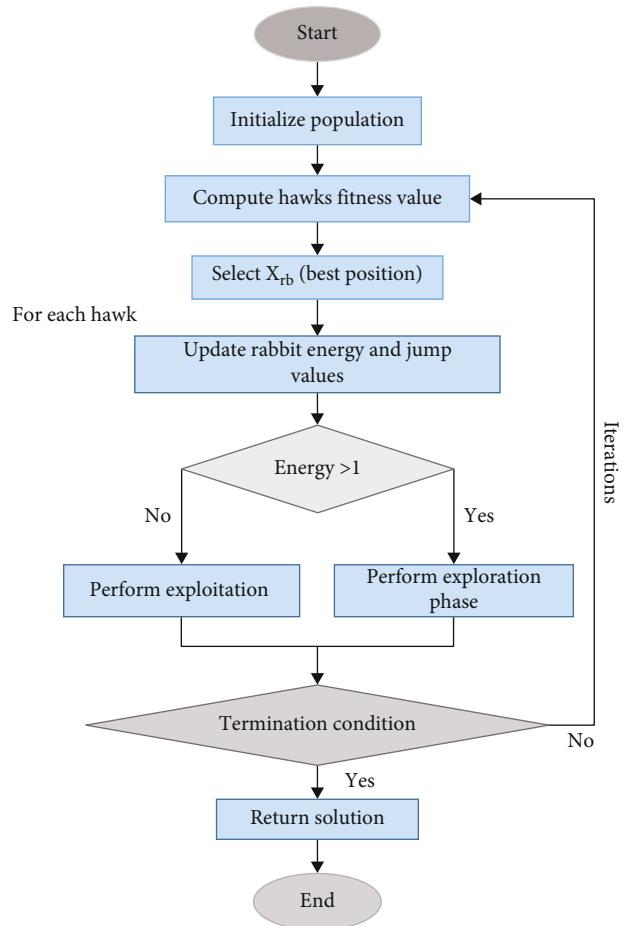 Start
Initialize population
Compute hawks fitness value
Select X_rb (best position)
For each hawk
Update rabbit energy and jump
values
Energy >1
No
Yes
Iterations
Perform exploitation
Perform exploration
phase
Termination condition
No
Yes
Return solution
End